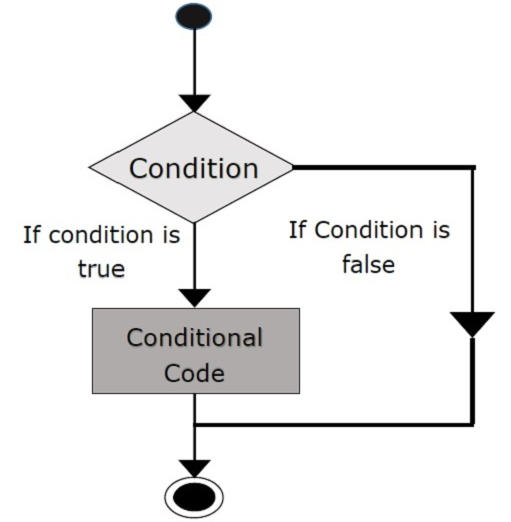 Condition
If condition is
true
If Condition is
false
Conditional
Code